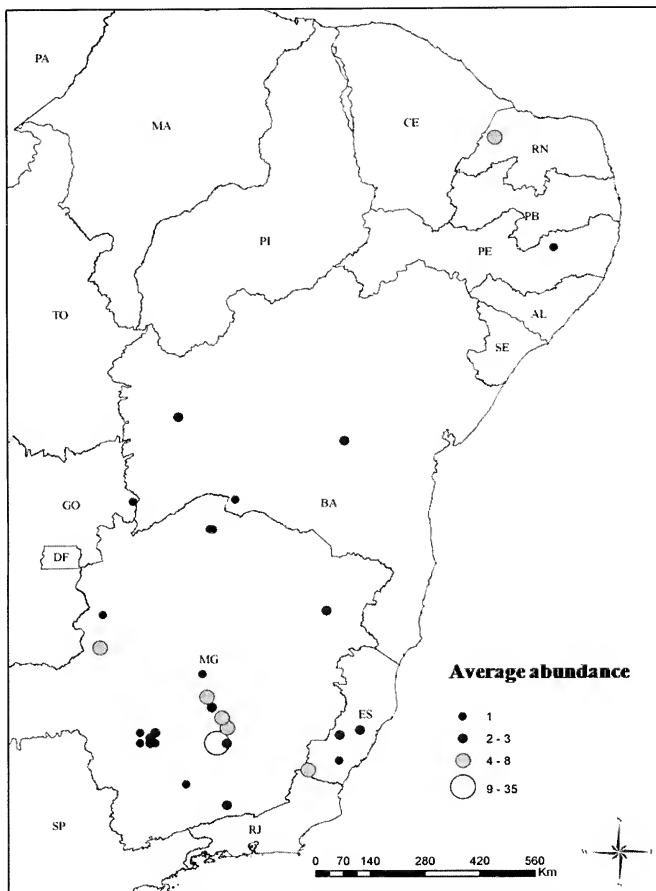 PA
MA
CE
RN
PB
PE
PI
TO
AL
SE
BA
GO
DF
MG
ES
SP
RJ
Average abundance
1
2 - 3
4 - 8
9 - 35
0 70 140 280 420 560
Km